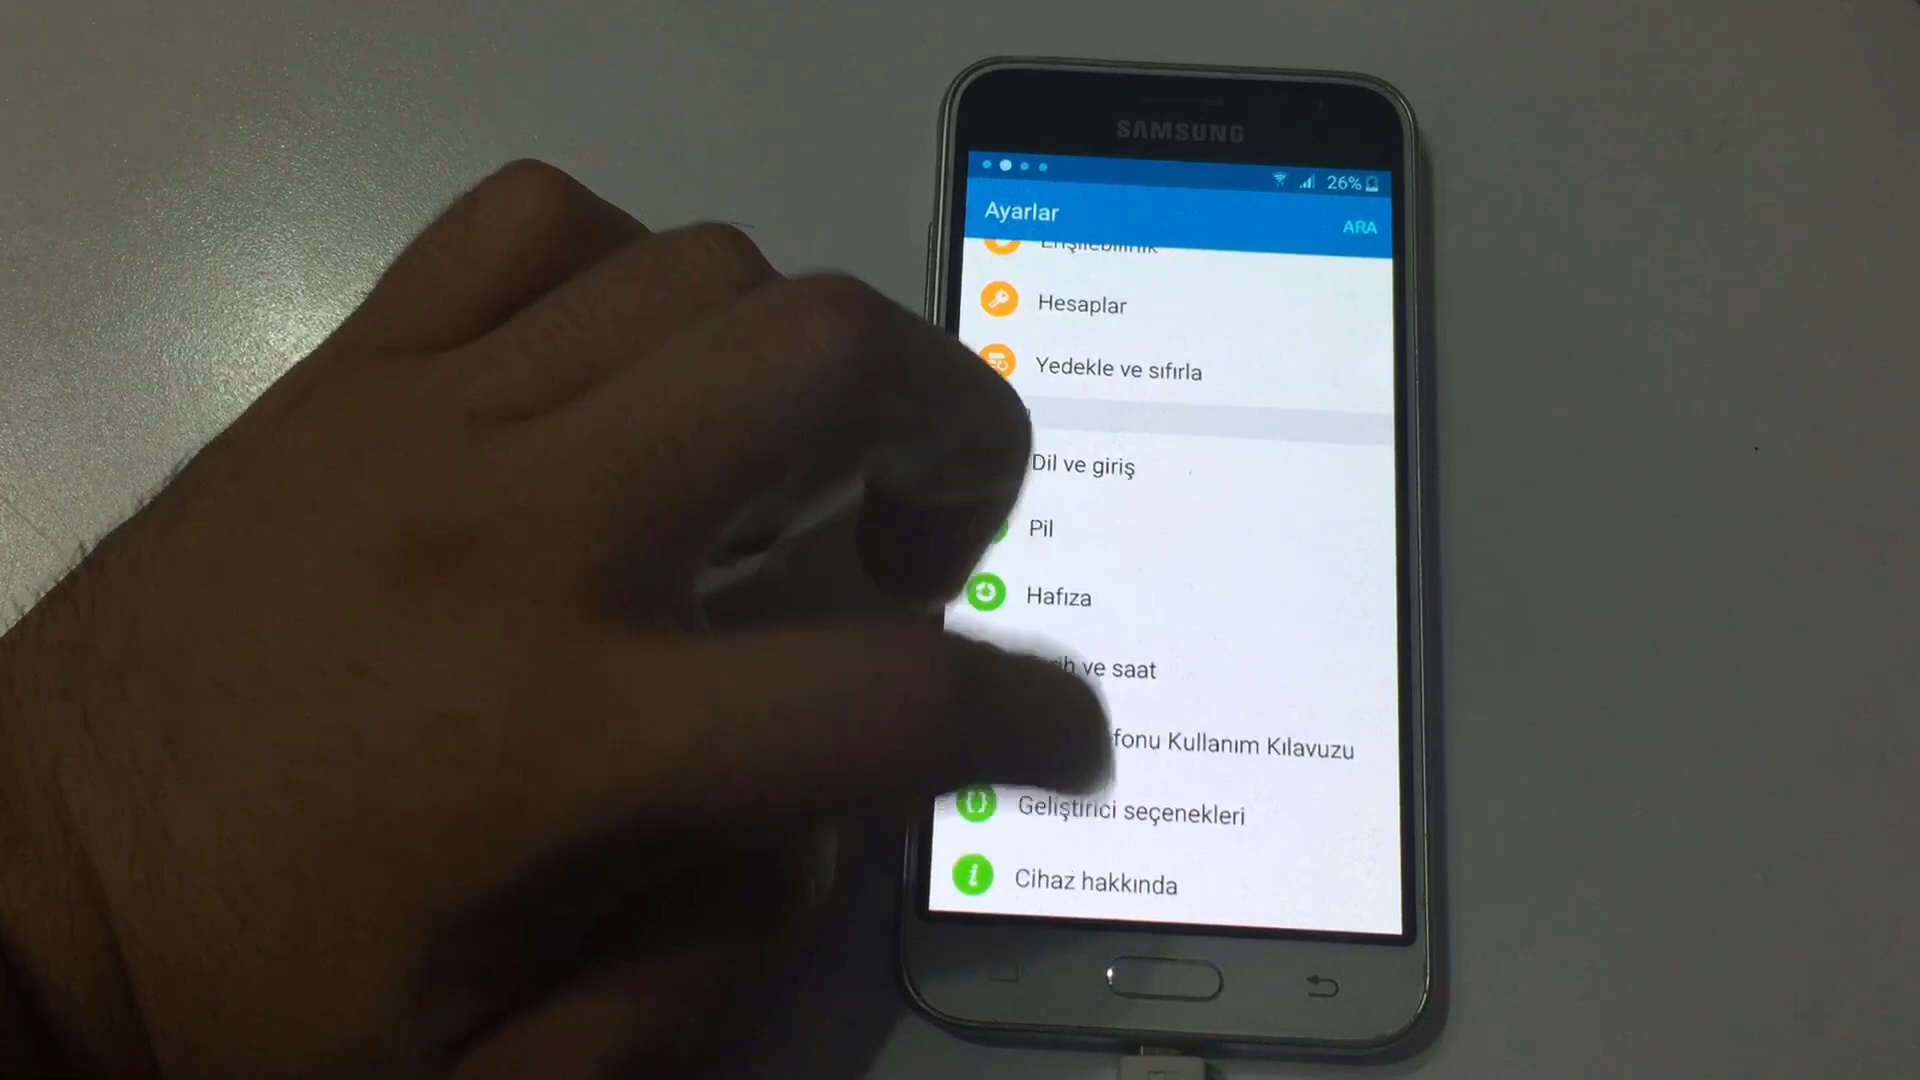 SAMSUNG
26%
Ayarlar
ARA
Erişilebilirlik
Hesaplar
Yedekle ve sıfırla
Dil ve giriş
Pil
Hafıza
ve saat
Kullanım Kılavuzu
Geliştirici seçenekleri
Cihaz hakkında